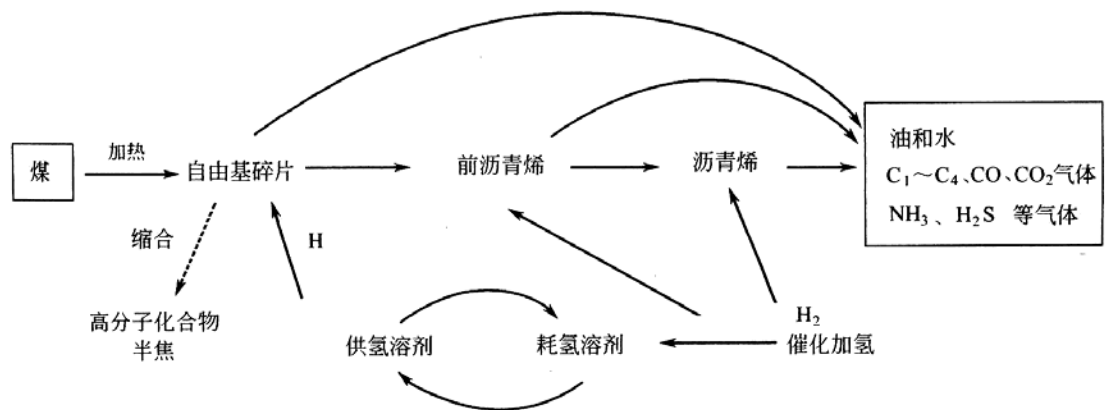 煤
加热
自由基碎片
前沥青烯
沥青烯
油和水
C₁～C₄、CO、CO₂气体
NH₃、H₂S 等气体
缩合
H
高分子化合物
半焦
供氢溶剂
耗氢溶剂
H₂
催化加氢